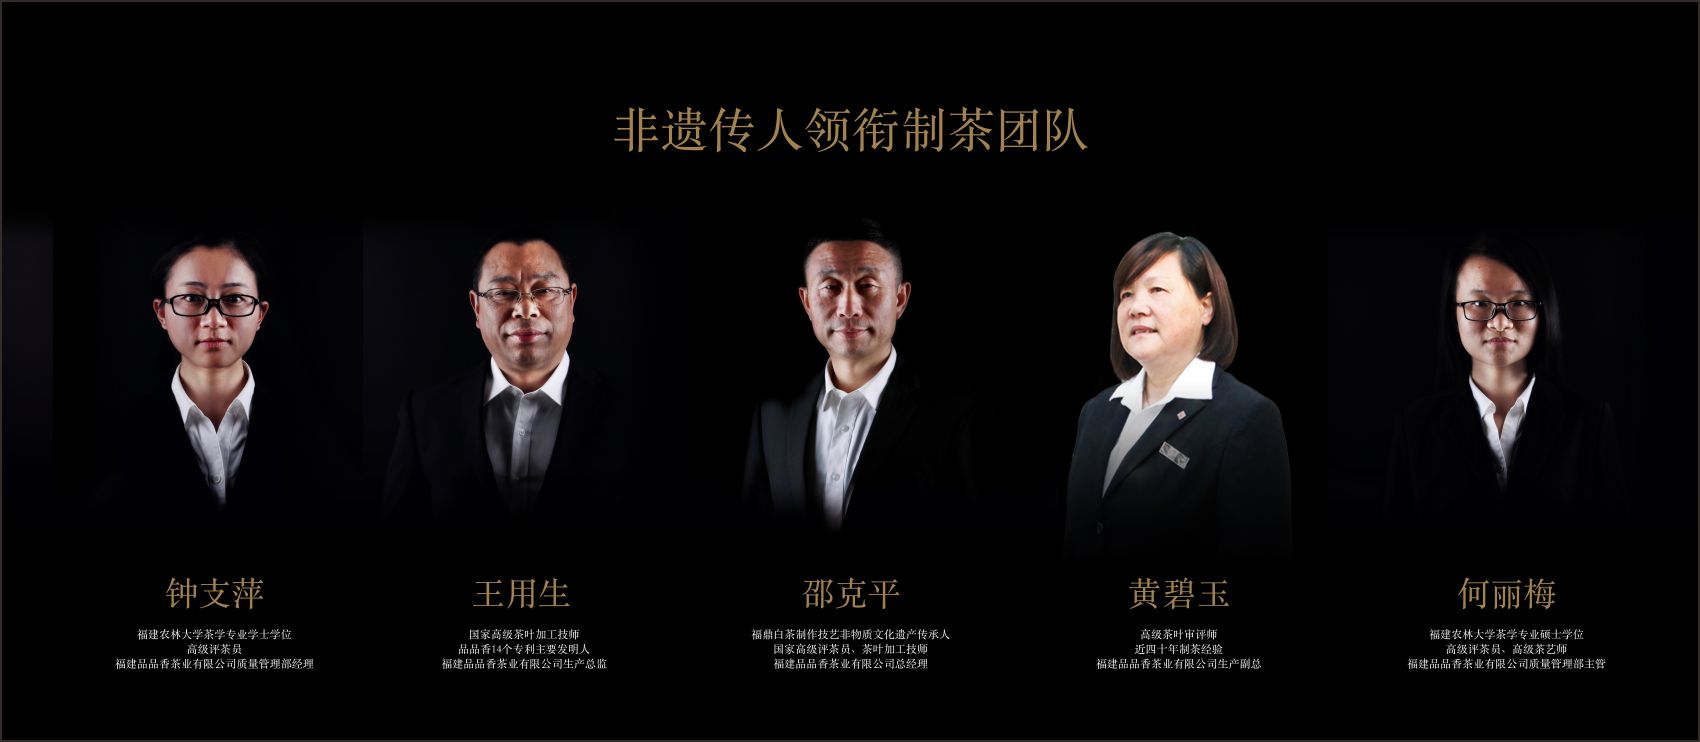 非遗传人领衔制茶团队
钟支萍
福建农林大学茶学专业学士学位
高级评茶员
福建品品香茶业有限公司质量管理部经理
王用生
国家高级茶叶加工技师
品品香14个专利主要发明人
福建品品香茶业有限公司生产总监
邵克平
福鼎白茶制作技艺非物质文化遗产传承人
国家高级评茶员、茶叶加工技师
福建品品香茶业有限公司总经理
黄碧玉
高级茶叶审评师
近四十年制茶经验
福建品品香茶业有限公司生产副总
何丽梅
福建农林大学茶学专业硕士学位
高级评茶员、高级茶艺师
福建品品香茶业有限公司质量管理部主管